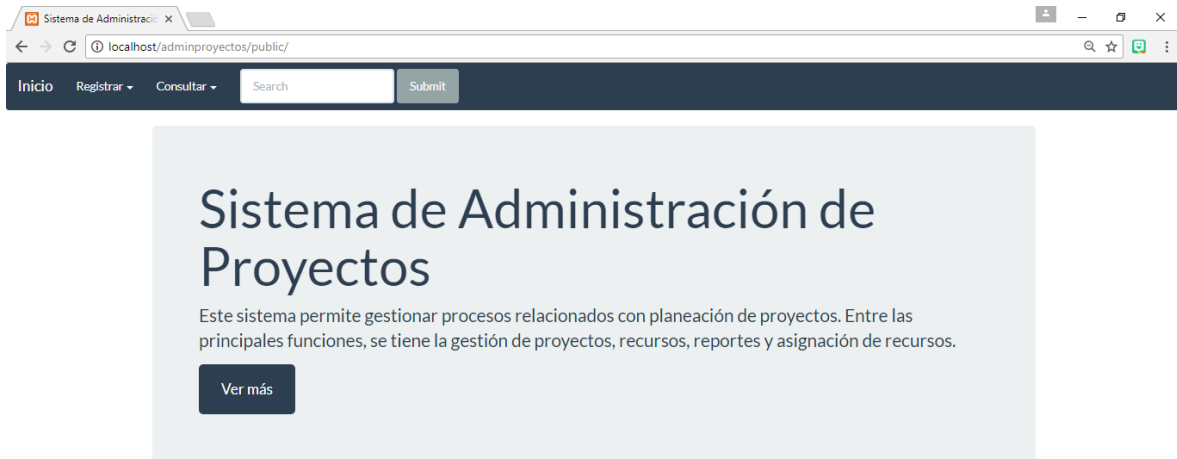 Sistema de Administració
localhost/adminproyectos/public/
Inicio Registrar Consultar Search Submit
Sistema de Administración de
Proyectos
Este sistema permite gestionar procesos relacionados con planeación de proyectos. Entre las
principales funciones, se tiene la gestión de proyectos, recursos, reportes y asignación de recursos.
Ver más